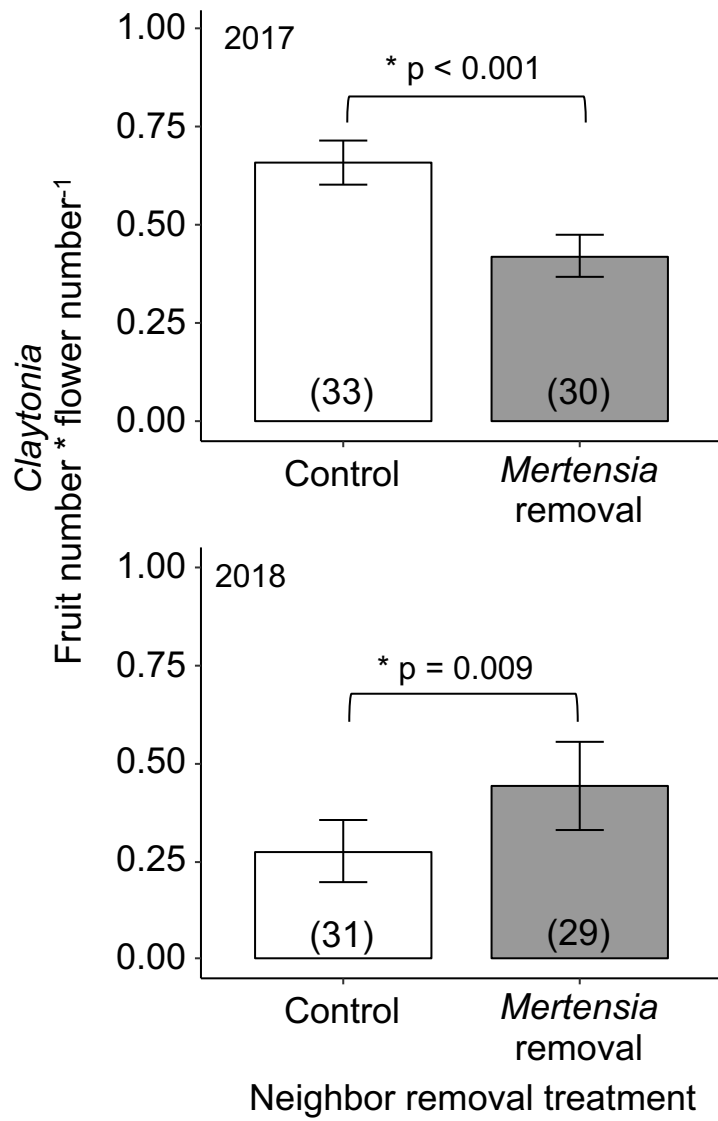 Claytonia
Fruit number * flower number⁻¹
2017
* p < 0.001
1.00
0.75
0.50
0.25
0.00
(33)
(30)
Control
Mertensia
removal
2018
* p = 0.009
1.00
0.75
0.50
0.25
0.00
(31)
(29)
Control
Mertensia
removal
Neighbor removal treatment